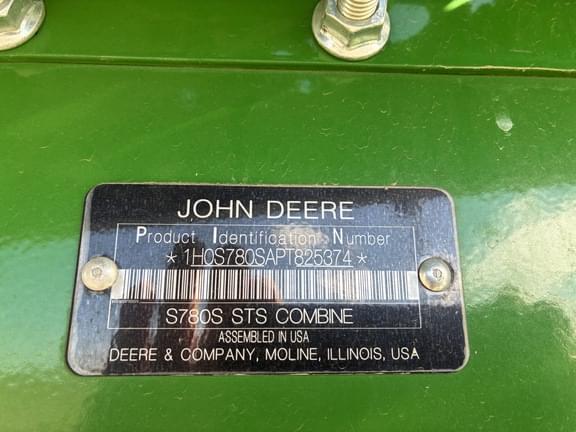 JOHN DEERE
Product Identification Number
*1H0S780SAPT825374*
S780S STS COMBINE
ASSEMBLED IN USA
DEERE & COMPANY, MOLINE, ILLINOIS, USA